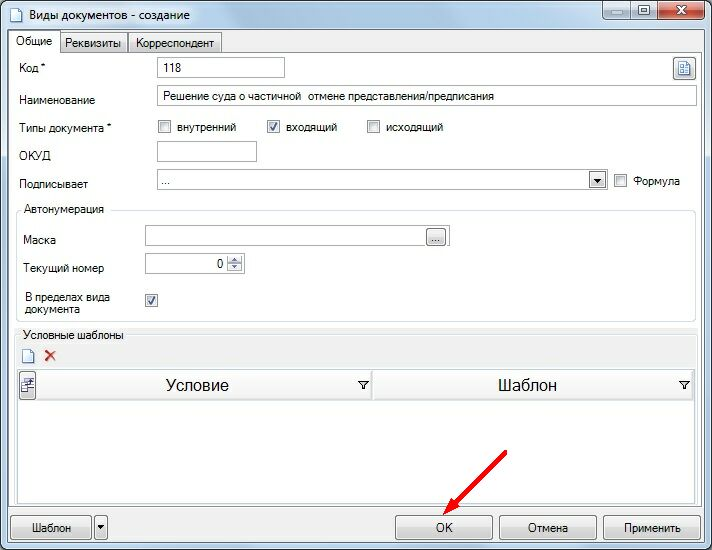 Виды документов - создание
Общие Реквизиты Корреспондент
Код * 118
Наименование Решение суда о частичной отмене представления/предписания
Типы документа * внутренний входящий исходящий
ОКУД
Подписывает ... Формула
Автонумерация
Маска ...
Текущий номер 0
В пределах вида
документа
Условные шаблоны
Условие Шаблон
Шаблон OK Отмена Применить